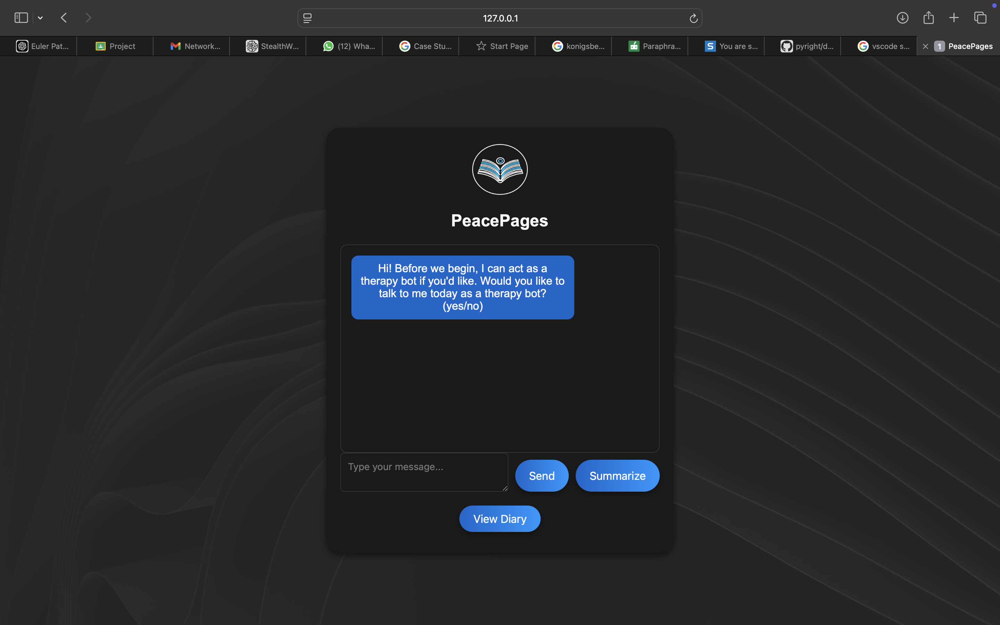 127.0.0.1
Euler Pat...
Project
Network...
StealthW...
(12) Wha...
Case Stu...
Start Page
konigsbe...
Paraphra...
S
You are s...
pyright/d...
vscode s...
1
PeacePages
PeacePages
Hi! Before we begin, I can act as a
therapy bot if you'd like. Would you like to
talk to me today as a therapy bot?
(yes/no)
Type your message...
Send
Summarize
View Diary